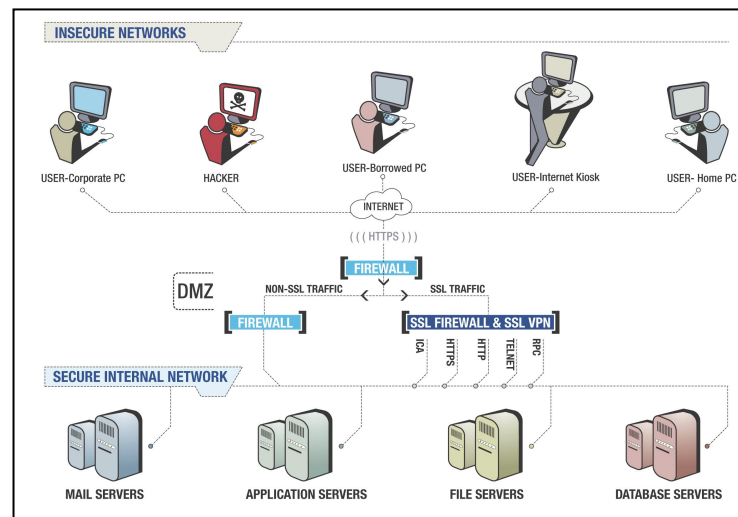 INSECURE NETWORKS
USER-Corporate PC
HACKER
USER-Borrowed PC
USER-Internet Kiosk
USER- Home PC
INTERNET
((( HTTPS )))
FIREWALL
DMZ
NON-SSL TRAFFIC
SSL TRAFFIC
FIREWALL
SSL FIREWALL & SSL VPN
ICA
HTTPS
HTTP
TELNET
RPC
SECURE INTERNAL NETWORK
MAIL SERVERS
APPLICATION SERVERS
FILE SERVERS
DATABASE SERVERS